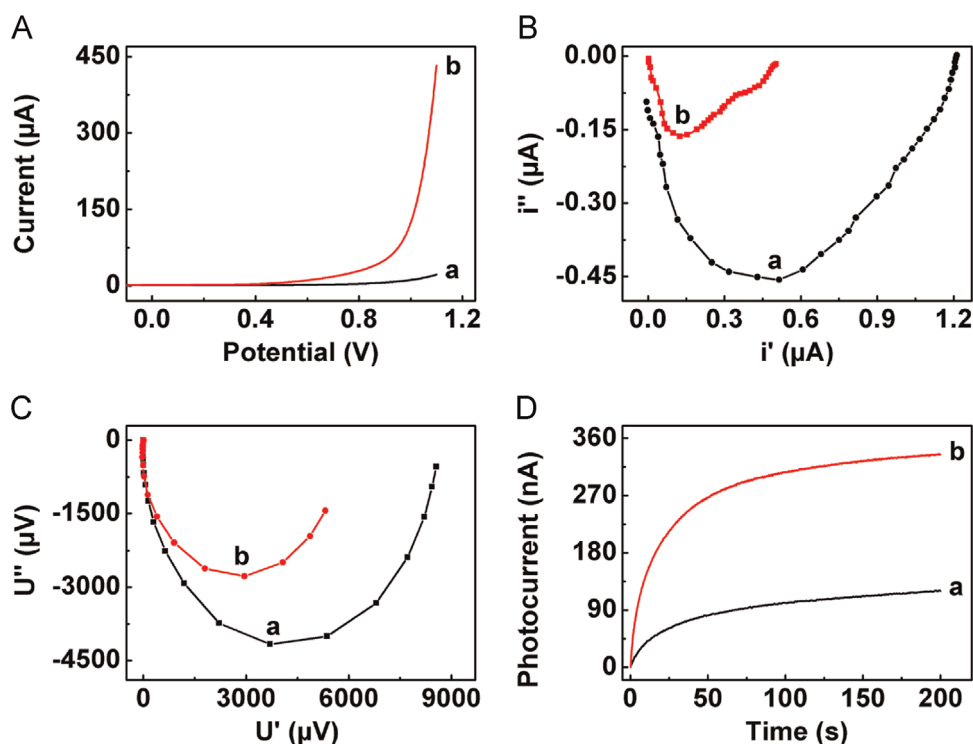 A
Current (µA)
450
300
150
0
0.0 0.4 0.8 1.2
Potential (V)
b
a
B
i'' (µA)
0.00
-0.15
-0.30
-0.45
0.0 0.3 0.6 0.9 1.2
i' (µA)
b
a
C
U'' (µV)
0
-1500
-3000
-4500
0 3000 6000 9000
U' (µV)
b
a
D
Photocurrent (nA)
360
270
180
90
0
0 50 100 150 200
Time (s)
b
a